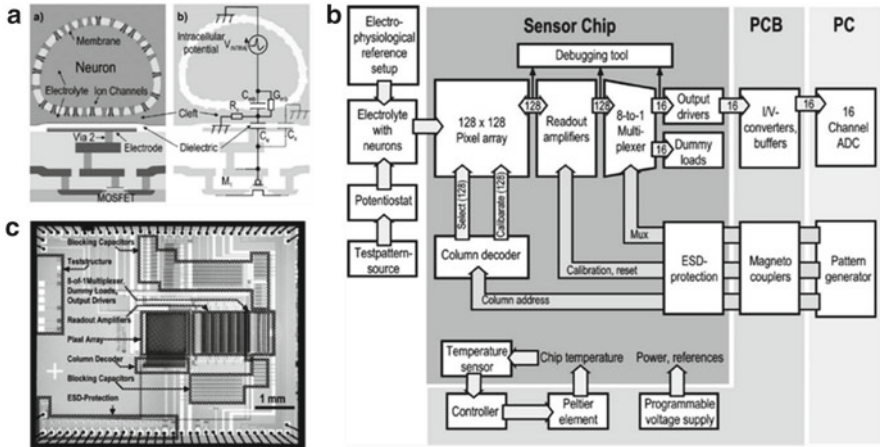 a
a)
Membrane
Neuron
Electrolyte Ion Channels
Cleft
Via 2
Electrode
MOSFET
b)
Intracellular
potential
Dielectric
c
Blocking Capacitors
Teststructure
8-of-1Multiplexer,
Dummy Loads,
Output Drivers
Readout Amplifiers
Pixel Array
Column Decoder
Blocking Capacitors
ESD-Protection
1 mm
b
Sensor Chip
PCB
PC
Electro-
physiological
reference
setup
Electrolyte
with
neurons
Potentiostat
Testpattern-
source
Debugging tool
128 x 128
Pixel array
128
Readout
amplifiers
128
8-to-1
Multi-
plexer
16
Output
drivers
16
Dummy
loads
16
I/V-
converters,
buffers
16
16
Channel
ADC
Select (128)
Calibarate (128)
Column decoder
Mux
Calibration, reset
Column address
ESD-
protection
Magneto
couplers
Pattern
generator
Temperature
sensor
Chip temperature
Power, references
Controller
Peltier
element
Programmable
voltage supply